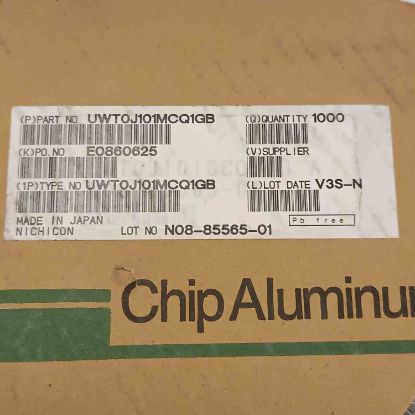 (P)PART NO UWT0J101MCQ1GB (Q)QUANTITY 1000
(K)PO.NO E0860625 (V)SUPPLIER
(1P)TYPE NO UWT0J101MCQ1GB (L)LOT DATE V3S-N
MADE IN JAPAN Pb free
NICHICON LOT NO N08-85565-01
Chip Aluminum